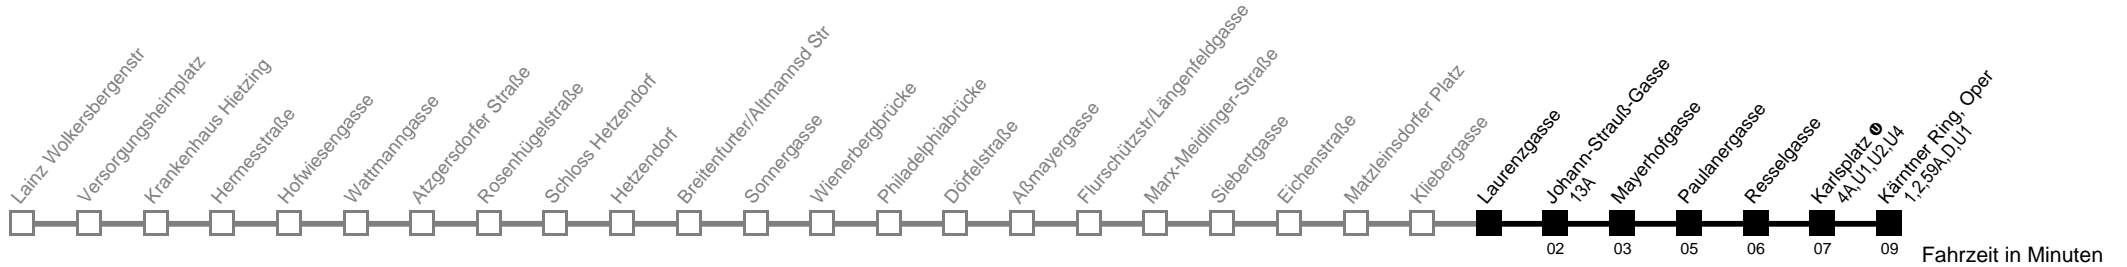 Lainz Wolkersbergenstr
Versorgungsheimplatz
Krankenhaus Hietzing
Hermesstraße
Hofwiesengasse
Wattmanngasse
Atzgersdorfer Straße
Rosenhügelstraße
Schloss Hetzendorf
Hetzendorf
Breitenfurter/Altmannsd Str
Sonnergasse
Wienerbergbrücke
Philadelphiabrücke
Dörfelstraße
Aßmayergasse
Flurschützstr/Längenfeldgasse
Marx-Meidlinger-Straße
Siebertgasse
Eichenstraße
Matzleinsdorfer Platz
Kliebergasse
Laurenzgasse
Johann-Strauß-Gasse
13A
Mayerhofgasse
Paulanergasse
Resselgasse
Karlsplatz
4A,U1,U2,U4
Kärntner Ring, Oper
1,2,59A,D,U1
02 03 05 06 07 09
Fahrzeit in Minuten